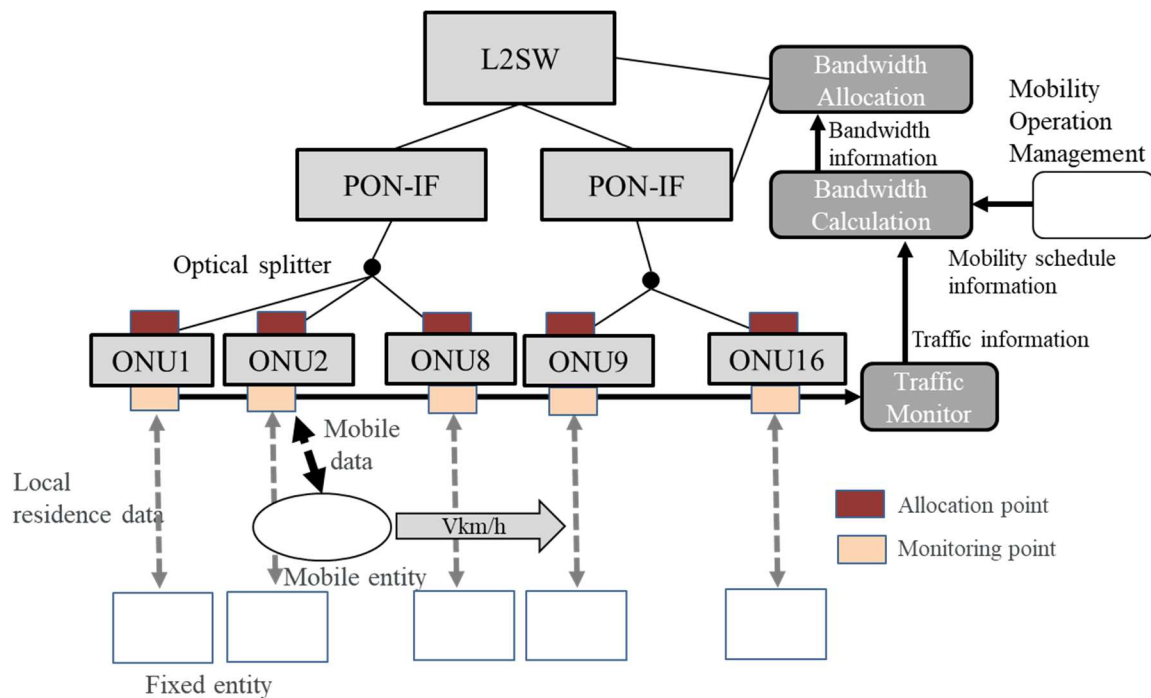 L2SW
Bandwidth
Allocation
Mobility
Operation
Management
Bandwidth
information
PON-IF
PON-IF
Bandwidth
Calculation
Optical splitter
Mobility schedule
information
Traffic information
ONU1
ONU2
ONU8
ONU9
ONU16
Traffic
Monitor
Mobile
data
Local
residence data
Vkm/h
Allocation point
Monitoring point
Mobile entity
Fixed entity